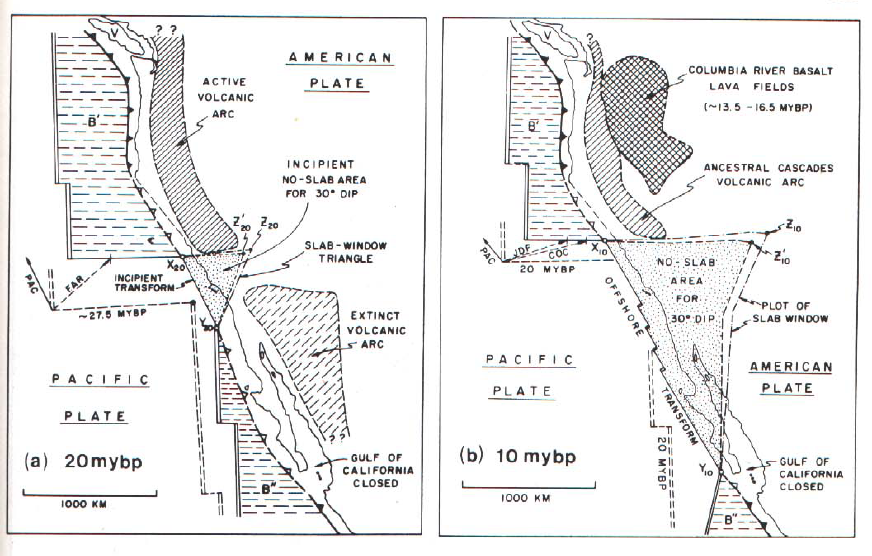 V
? ?
AMERICAN
PLATE
ACTIVE
VOLCANIC
ARC
B'
INCIPIENT
NO-SLAB AREA
FOR 30° DIP
Z'20
Z20
SLAB-WINDOW
TRIANGLE
X20
INCIPIENT
TRANSFORM
PAC
FAR
~27.5 MYBP
Y20
EXTINCT
VOLCANIC
ARC
PACIFIC
PLATE
? ?
(a) 20mybp
GULF OF
CALIFORNIA
CLOSED
B"
1000 KM
V
?
COLUMBIA RIVER BASALT
LAVA FIELDS
(~13.5 -16.5 MYBP)
B'
ANCESTRAL CASCADES
VOLCANIC ARC
Z10
X10
Z'10
PAC
JDF
COC
20 MYBP
NO-SLAB
AREA
FOR
30° DIP
OFFSHORE
TRANSFORM
PLOT OF
SLAB WINDOW
PACIFIC
PLATE
AMERICAN
PLATE
20 MYBP
(b) 10 mybp
Y10
GULF OF
CALIFORNIA
CLOSED
1000 KM
B"